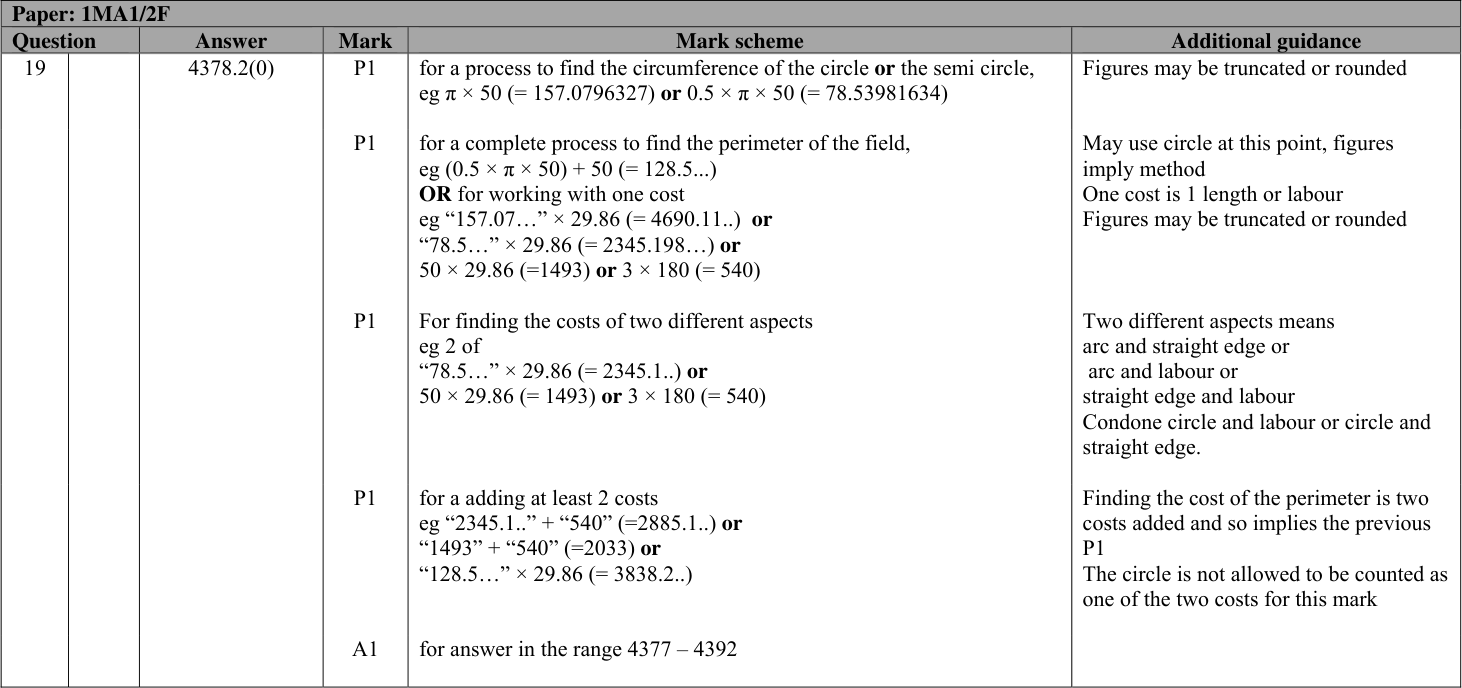 Paper: 1MA1/2F
Question Answer Mark Mark scheme Additional guidance
19 4378.2(0) P1 for a process to find the circumference of the circle or the semi circle, Figures may be truncated or rounded
eg π × 50 (= 157.0796327) or 0.5 × π × 50 (= 78.53981634)
P1 for a complete process to find the perimeter of the field, May use circle at this point, figures
eg (0.5 × π × 50) + 50 (= 128.5...) imply method
OR for working with one cost One cost is 1 length or labour
eg “157.07…” × 29.86 (= 4690.11..) or Figures may be truncated or rounded
“78.5…” × 29.86 (= 2345.198…) or
50 × 29.86 (=1493) or 3 × 180 (= 540)
P1 For finding the costs of two different aspects Two different aspects means
eg 2 of arc and straight edge or
“78.5…” × 29.86 (= 2345.1..) or arc and labour or
50 × 29.86 (= 1493) or 3 × 180 (= 540) straight edge and labour
Condone circle and labour or circle and
straight edge.
P1 for a adding at least 2 costs Finding the cost of the perimeter is two
eg “2345.1..” + “540” (=2885.1..) or costs added and so implies the previous
“1493” + “540” (=2033) or P1
“128.5…” × 29.86 (= 3838.2..) The circle is not allowed to be counted as
one of the two costs for this mark
A1 for answer in the range 4377 – 4392